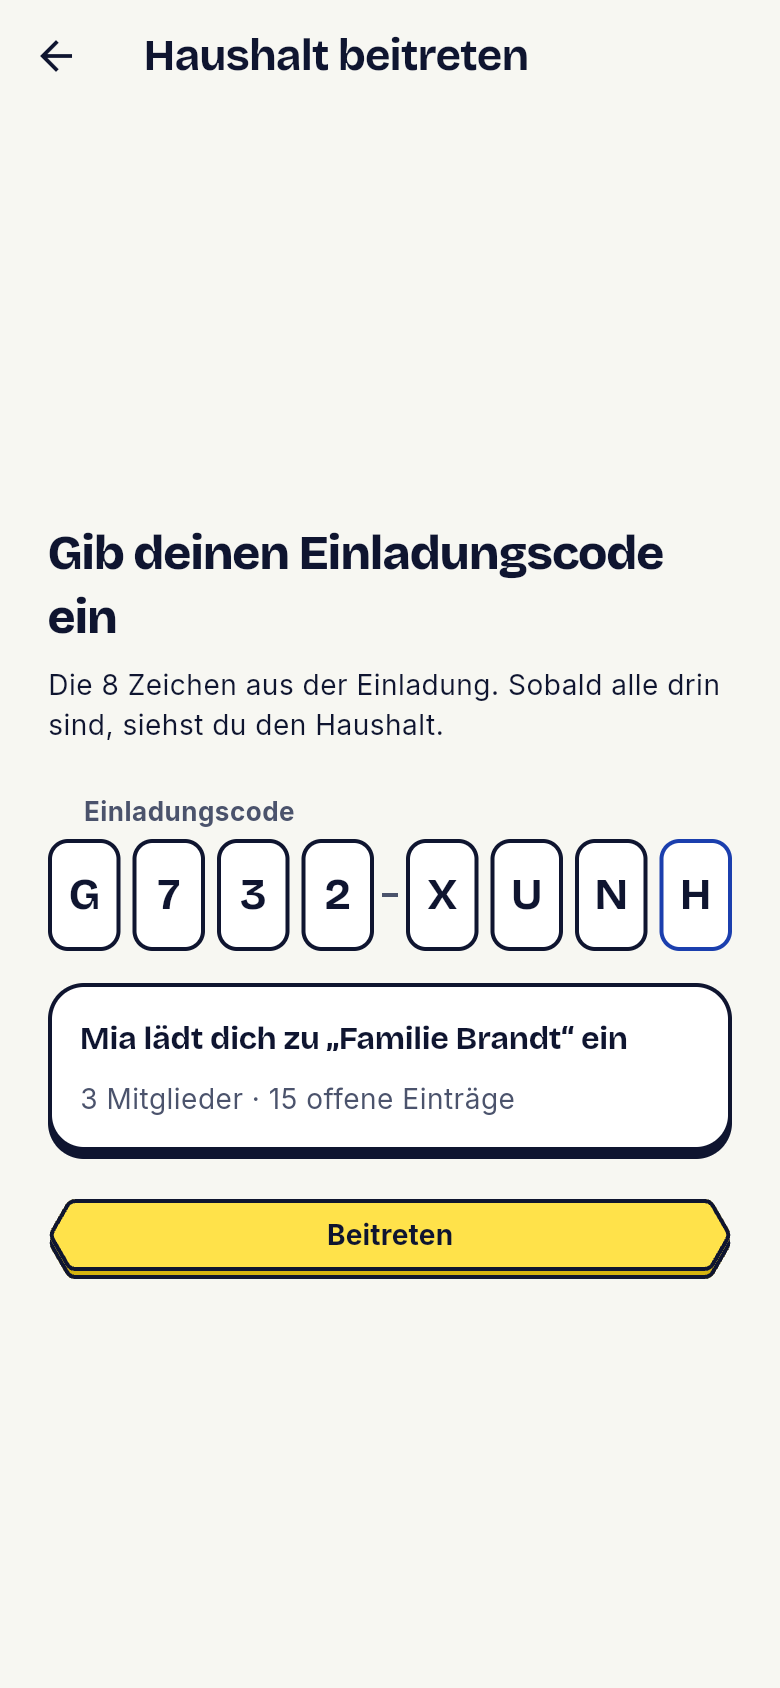 Haushalt beitreten
Gib deinen Einladungscode
ein
Die 8 Zeichen aus der Einladung. Sobald alle drin
sind, siehst du den Haushalt.
Einladungscode
G 7 3 2 – X U N H
Mia lädt dich zu „Familie Brandt“ ein
3 Mitglieder · 15 offene Einträge
Beitreten